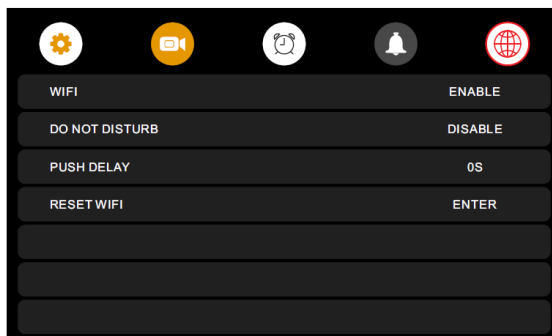 WIFI ENABLE
DO NOT DISTURB DISABLE
PUSH DELAY 0S
RESET WIFI ENTER